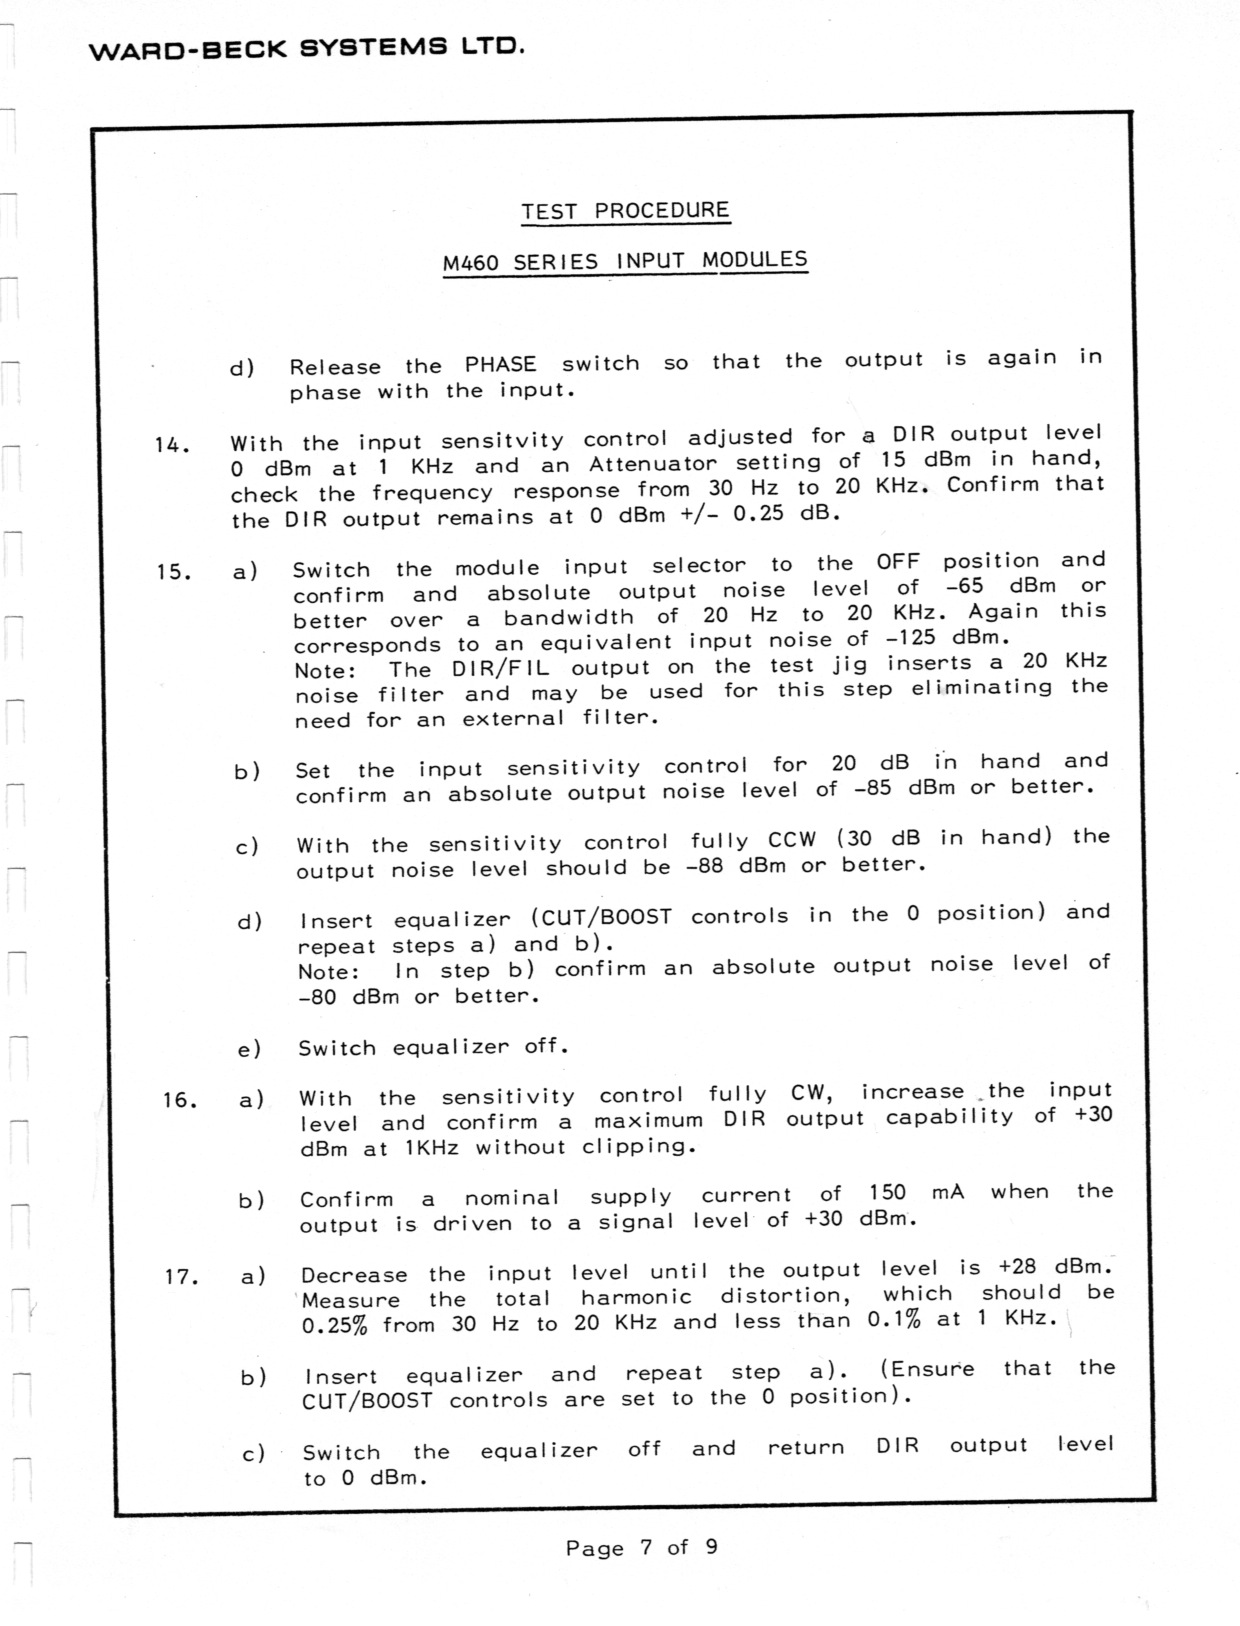 WARD-BECK SYSTEMS LTD.
TEST PROCEDURE
M460 SERIES INPUT MODULES
d) Release the PHASE switch so that the output is again in
phase with the input.
14. With the input sensitvity control adjusted for a DIR output level
0 dBm at 1 KHz and an Attenuator setting of 15 dBm in hand,
check the frequency response from 30 Hz to 20 KHz. Confirm that
the DIR output remains at 0 dBm +/- 0.25 dB.
15. a) Switch the module input selector to the OFF position and
confirm and absolute output noise level of -65 dBm or
better over a bandwidth of 20 Hz to 20 KHz. Again this
corresponds to an equivalent input noise of -125 dBm.
Note: The DIR/FIL output on the test jig inserts a 20 KHz
noise filter and may be used for this step eliminating the
need for an external filter.
b) Set the input sensitivity control for 20 dB in hand and
confirm an absolute output noise level of -85 dBm or better.
c) With the sensitivity control fully CCW (30 dB in hand) the
output noise level should be -88 dBm or better.
d) Insert equalizer (CUT/BOOST controls in the 0 position) and
repeat steps a) and b).
Note: In step b) confirm an absolute output noise level of
-80 dBm or better.
e) Switch equalizer off.
16. a) With the sensitivity control fully CW, increase the input
level and confirm a maximum DIR output capability of +30
dBm at 1KHz without clipping.
b) Confirm a nominal supply current of 150 mA when the
output is driven to a signal level of +30 dBm.
17. a) Decrease the input level until the output level is +28 dBm.
Measure the total harmonic distortion, which should be
0.25% from 30 Hz to 20 KHz and less than 0.1% at 1 KHz.
b) Insert equalizer and repeat step a). (Ensure that the
CUT/BOOST controls are set to the 0 position).
c) Switch the equalizer off and return DIR output level
to 0 dBm.
Page 7 of 9